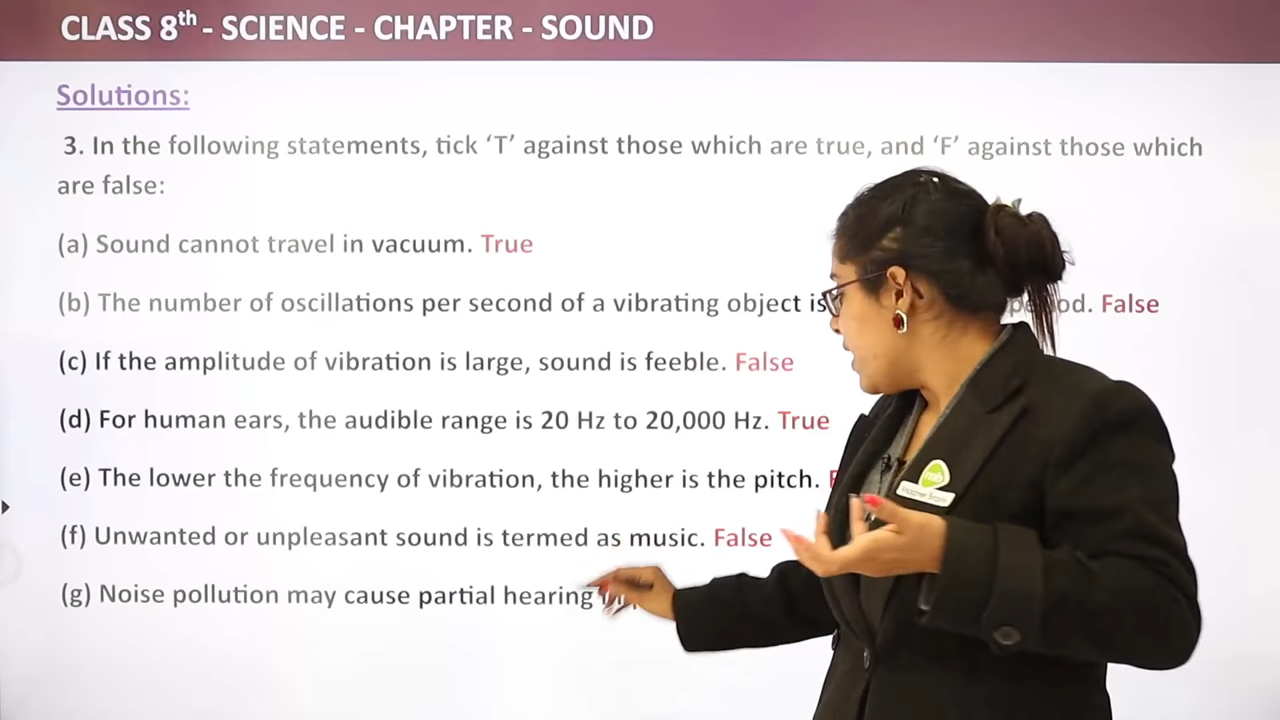 CLASS 8th - SCIENCE - CHAPTER - SOUND
Solutions:
3. In the following statements, tick ‘T’ against those which are true, and ‘F’ against those which
are false:
(a) Sound cannot travel in vacuum. True
(b) The number of oscillations per second of a vibrating object is False
(c) If the amplitude of vibration is large, sound is feeble. False
(d) For human ears, the audible range is 20 Hz to 20,000 Hz. True
(e) The lower the frequency of vibration, the higher is the pitch.
(f) Unwanted or unpleasant sound is termed as music. False
(g) Noise pollution may cause partial hearing